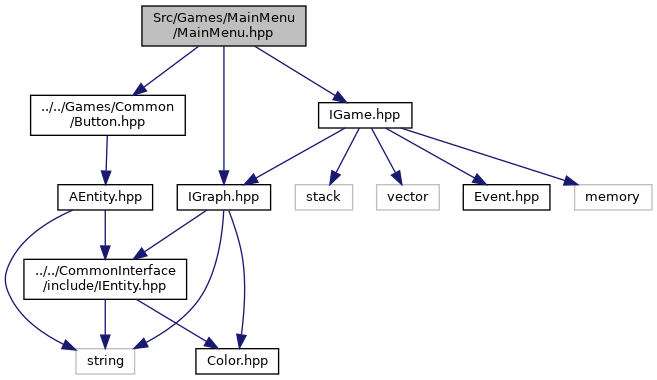 Src/Games/MainMenu
/MainMenu.hpp
../../Games/Common
/Button.hpp
IGame.hpp
AEntity.hpp
IGraph.hpp
stack
vector
Event.hpp
memory
../../CommonInterface
/include/IEntity.hpp
string
Color.hpp